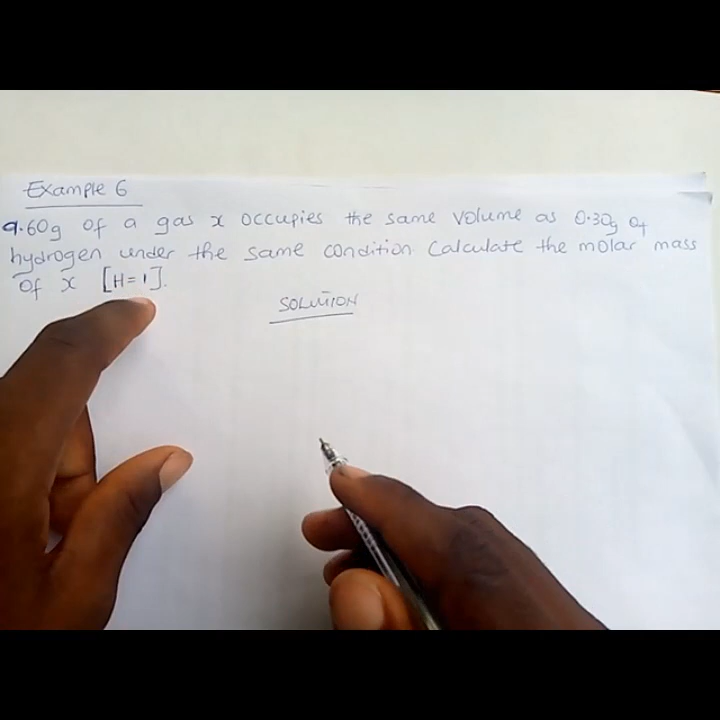 Example 6
9.60g of a gas x occupies the same volume as 0.30g of
hydrogen under the same condition. Calculate the molar mass
of x [H=1].
SOLUTION